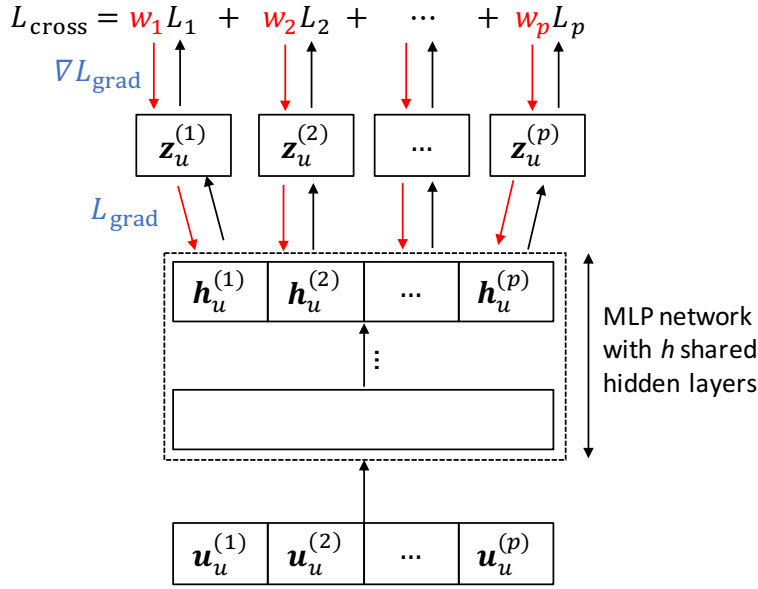 L_cross = w_1 L_1 + w_2 L_2 + ⋯ + w_p L_p
∇L_grad
z_u^(1) z_u^(2) ... z_u^(p)
L_grad
h_u^(1) h_u^(2) ... h_u^(p)
⋮
MLP network
with h shared
hidden layers
u_u^(1) u_u^(2) ... u_u^(p)